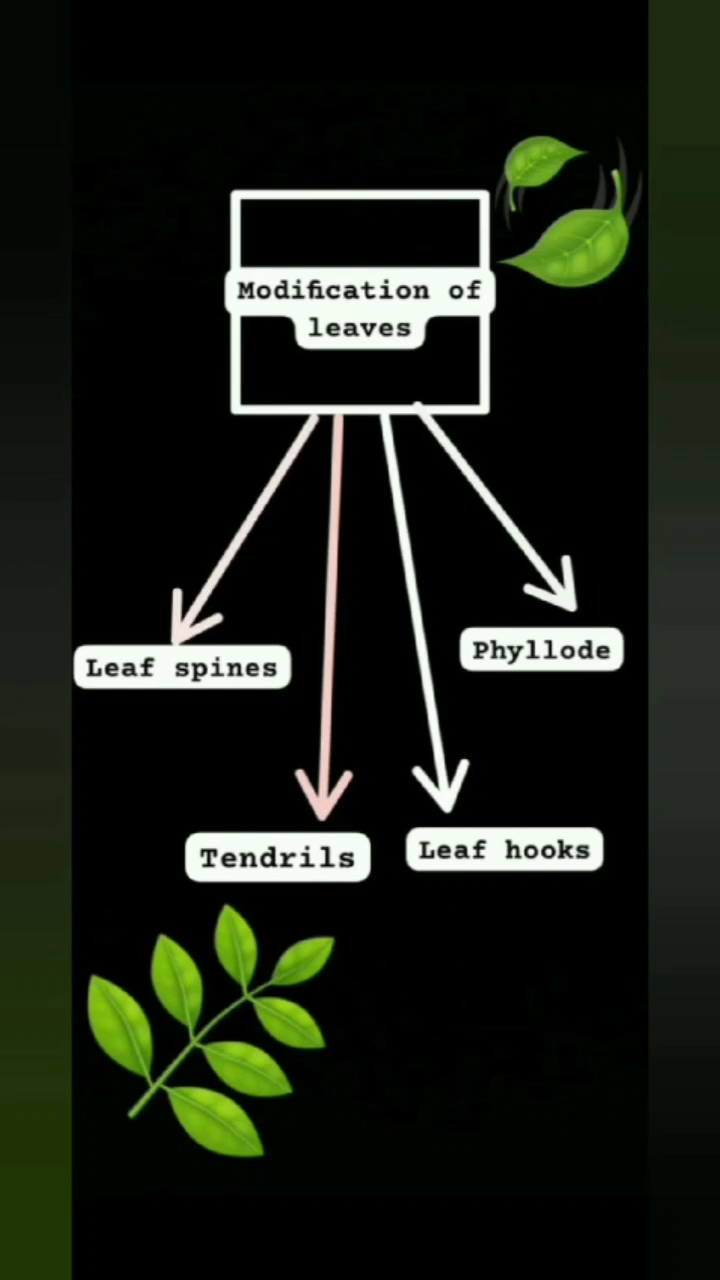 Modification of
leaves
Leaf spines
Phyllode
Tendrils
Leaf hooks